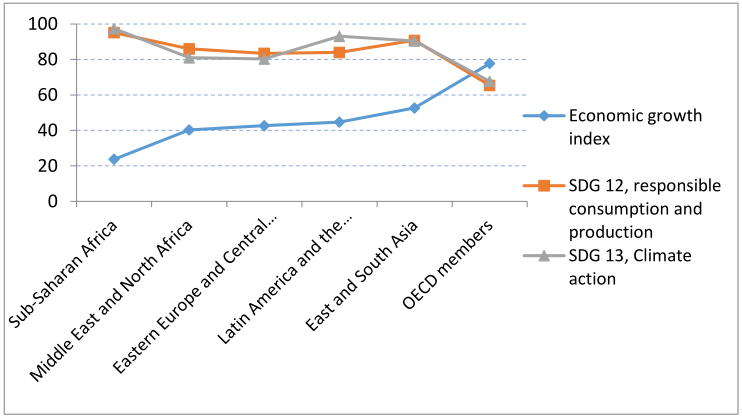 100
80
60
40
20
0
Sub-Saharan Africa
Middle East and North Africa
Eastern Europe and Central...
Latin America and the...
East and South Asia
OECD members
Economic growth
index
SDG 12, responsible
consumption and
production
SDG 13, Climate
action